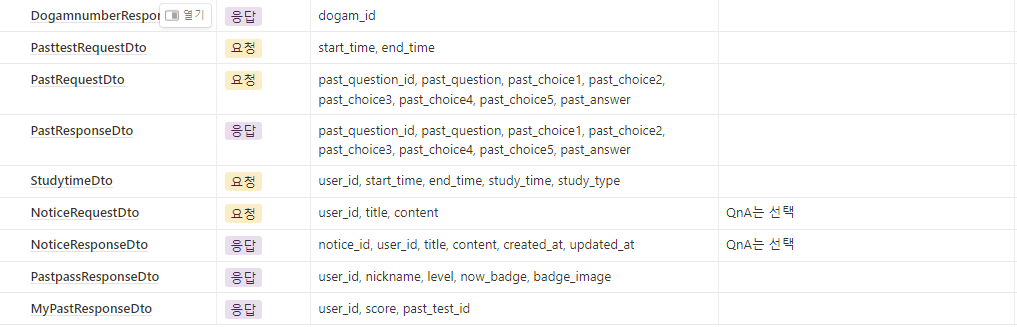 DogamnumberRespor 열기 응답 dogam_id
PasttestRequestDto 요청 start_time, end_time
PastRequestDto 요청 past_question_id, past_question, past_choice1, past_choice2,
past_choice3, past_choice4, past_choice5, past_answer
PastResponseDto 응답 past_question_id, past_question, past_choice1, past_choice2,
past_choice3, past_choice4, past_choice5, past_answer
StudytimeDto 요청 user_id, start_time, end_time, study_time, study_type
NoticeRequestDto 요청 user_id, title, content QnA는 선택
NoticeResponseDto 응답 notice_id, user_id, title, content, created_at, updated_at QnA는 선택
PastpassResponseDto 응답 user_id, nickname, level, now_badge, badge_image
MyPastResponseDto 응답 user_id, score, past_test_id